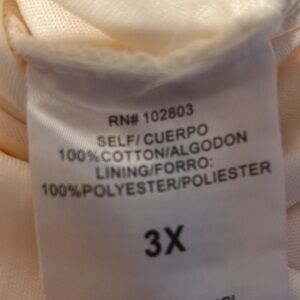 RN# 102803
SELF/ CUERPO
100%COTTON/ALGODON
LINING/FORRO:
100%POLYESTER/POLIESTER
3X